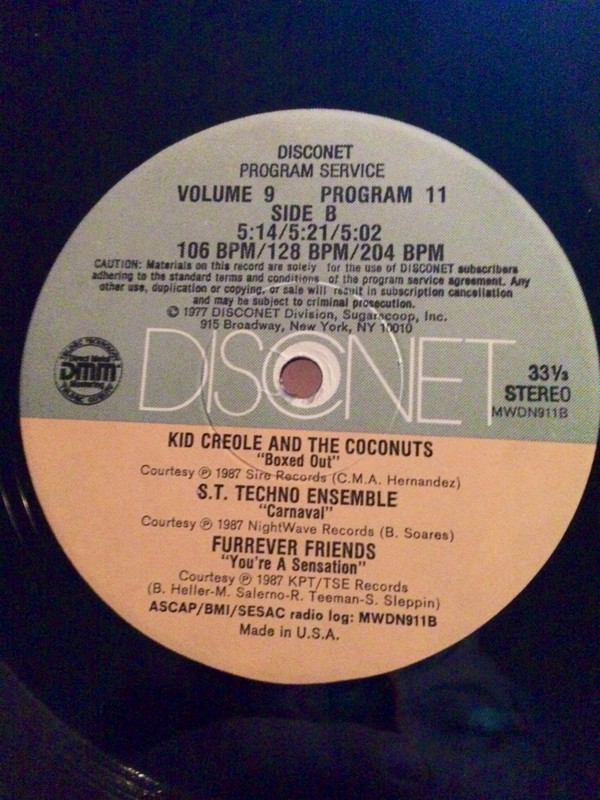 DISCONET
PROGRAM SERVICE
VOLUME 9 PROGRAM 11
SIDE B
5:14/5:21/5:02
106 BPM/128 BPM/204 BPM
CAUTION: Materials on this record are solely for the use of DISCONET subscribers
adhering to the standard terms and conditions of the program service agreement. Any
other use, duplication or copying, or sale will result in subscription cancellation
and may be subject to criminal prosecution.
© 1977 DISCONET Division, Sugarscoop, Inc.
915 Broadway, New York, NY 10010
DISCONET
Direct Metal
DMM
Mastering
33⅓
STEREO
MWDN911B
KID CREOLE AND THE COCONUTS
"Boxed Out"
Courtesy ℗ 1987 Sire Records (C.M.A. Hernandez)
S.T. TECHNO ENSEMBLE
"Carnaval"
Courtesy ℗ 1987 NightWave Records (B. Soares)
FURREVER FRIENDS
"You're A Sensation"
Courtesy ℗ 1987 KPT/TSE Records
(B. Heller-M. Salerno-R. Teeman-S. Sleppin)
ASCAP/BMI/SESAC radio log: MWDN911B
Made in U.S.A.